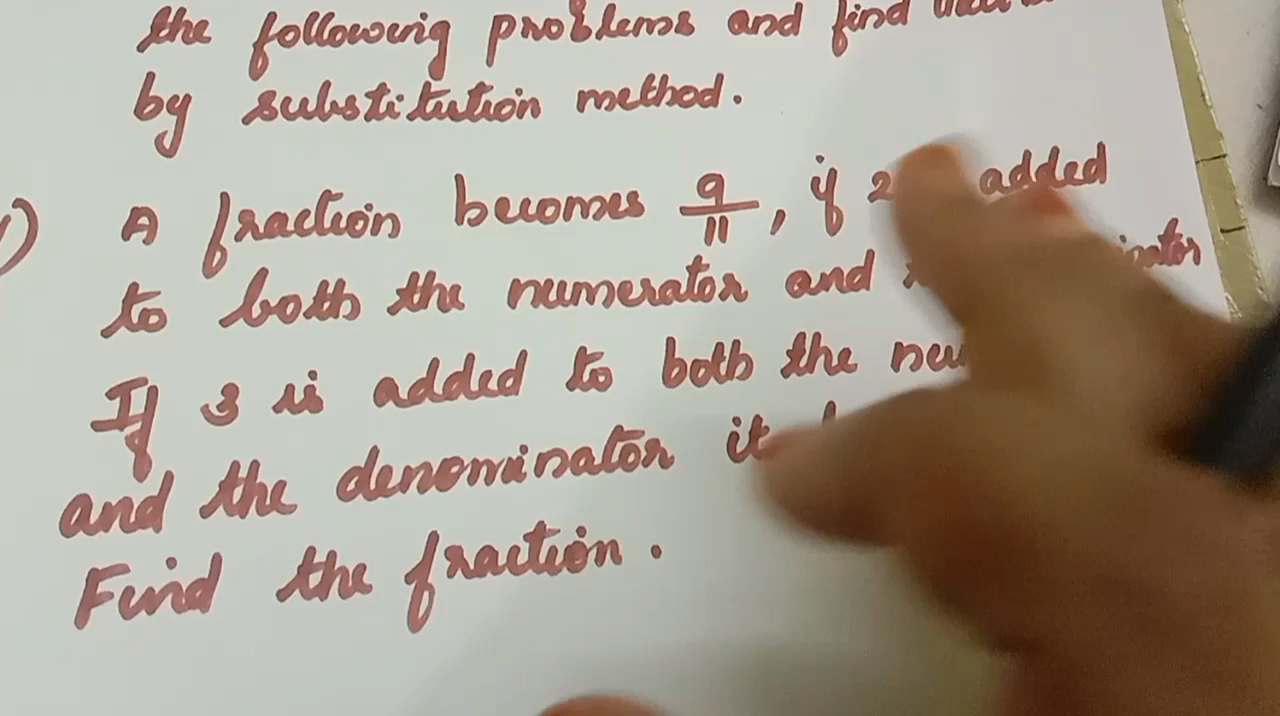 the following problems and find
by substitution method.
A fraction becomes 9/11, if 2 added
to both the numerator and
If 3 is added to both the
and the denominator it
Find the fraction.